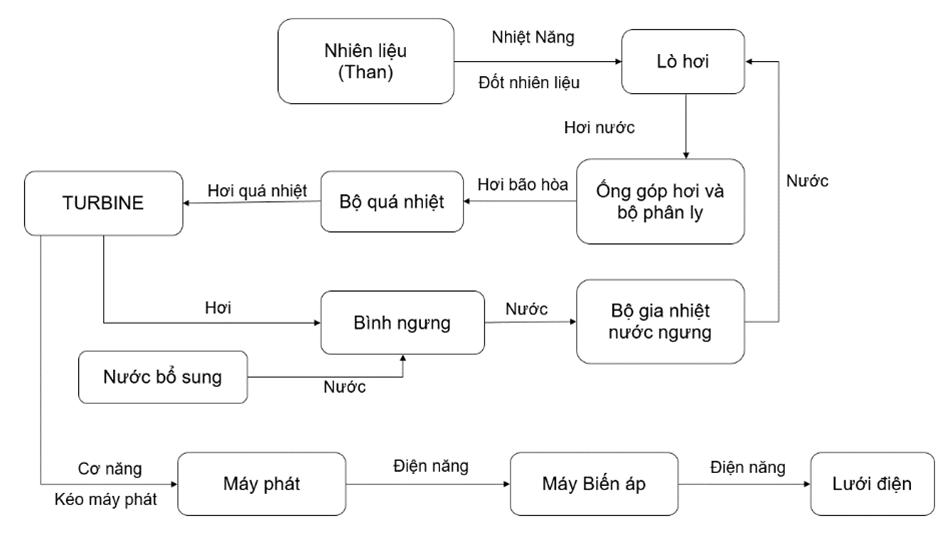 Nhiên liệu
(Than)
Nhiệt Năng
Đốt nhiên liệu
Lò hơi
Hơi nước
Nước
TURBINE
Hơi quá nhiệt
Bộ quá nhiệt
Hơi bão hòa
Ống góp hơi và
bộ phân ly
Hơi
Bình ngưng
Nước
Bộ gia nhiệt
nước ngưng
Nước bổ sung
Nước
Cơ năng
Kéo máy phát
Máy phát
Điện năng
Máy Biến áp
Điện năng
Lưới điện